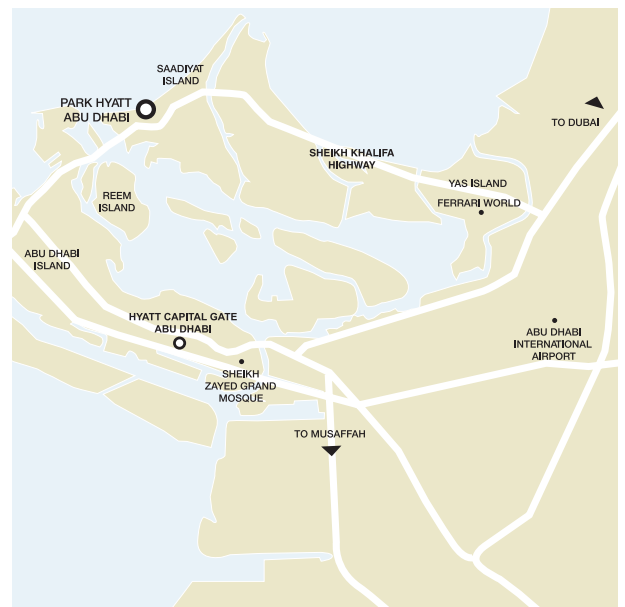 SAADIYAT
ISLAND
PARK HYATT
ABU DHABI
TO DUBAI
SHEIKH KHALIFA
HIGHWAY
YAS ISLAND
FERRARI WORLD
REEM
ISLAND
ABU DHABI
ISLAND
HYATT CAPITAL GATE
ABU DHABI
ABU DHABI
INTERNATIONAL
AIRPORT
SHEIKH
ZAYED GRAND
MOSQUE
TO MUSAFFAH